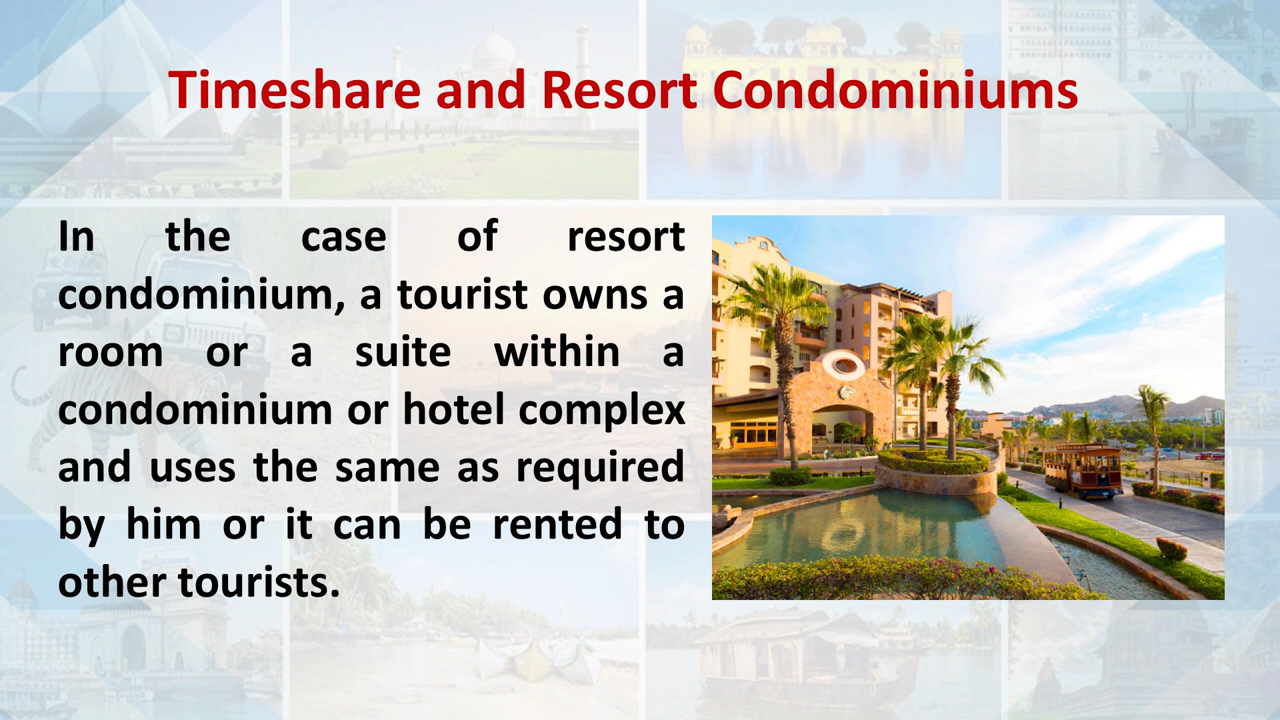 Timeshare and Resort Condominiums
In the case of resort
condominium, a tourist owns a
room or a suite within a
condominium or hotel complex
and uses the same as required
by him or it can be rented to
other tourists.